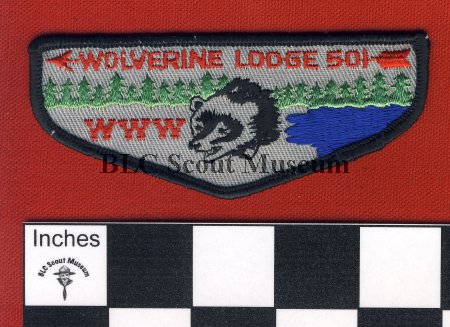 WOLVERINE LODGE 501
WWW
BLC Scout Museum
Inches
BLC Scout Museum